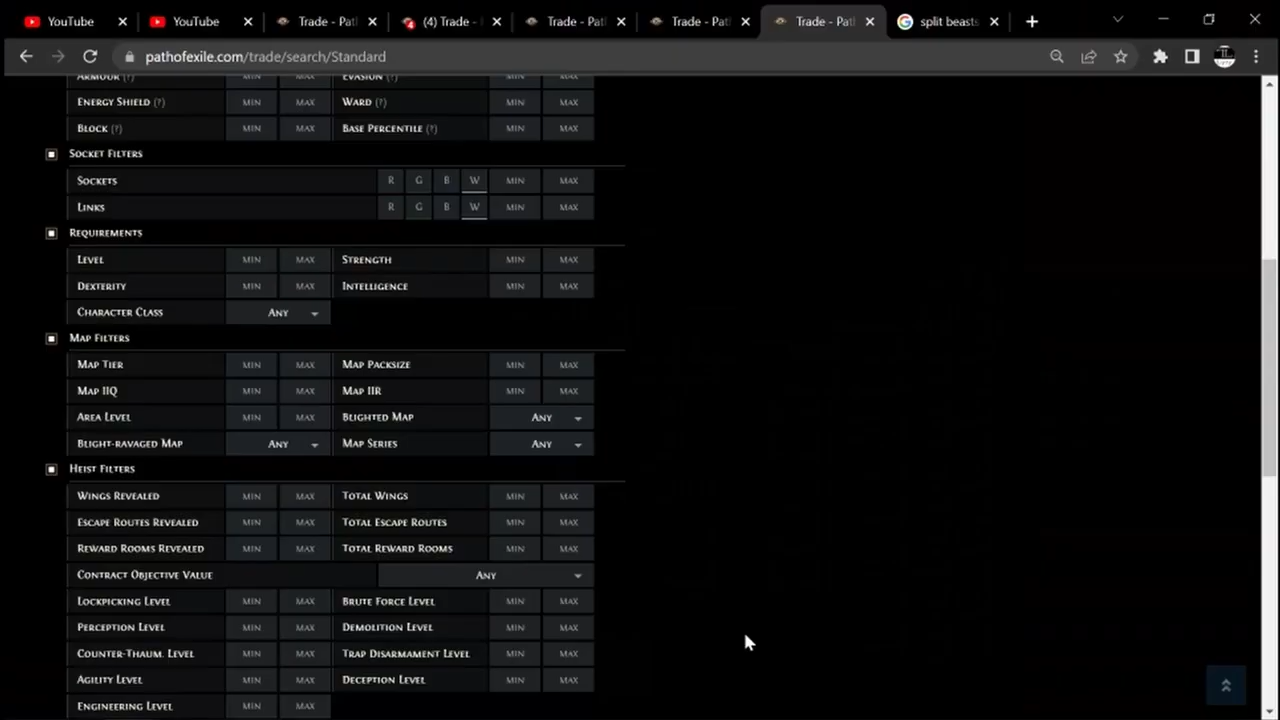 YouTube
YouTube
Trade - Pat
(4) Trade -
Trade - Pat
Trade - Pat
Trade - Pat
split beasts
pathofexile.com/trade/search/Standard
Armour (?) MIN MAX Evasion (?) MIN MAX
Energy Shield (?) MIN MAX Ward (?) MIN MAX
Block (?) MIN MAX Base Percentile (?) MIN MAX
Socket Filters
Sockets R G B W MIN MAX
Links R G B W MIN MAX
Requirements
Level MIN MAX Strength MIN MAX
Dexterity MIN MAX Intelligence MIN MAX
Character Class Any
Map Filters
Map Tier MIN MAX Map Packsize MIN MAX
Map IIQ MIN MAX Map IIR MIN MAX
Area Level MIN MAX Blighted Map Any
Blight-ravaged Map Any Map Series Any
Heist Filters
Wings Revealed MIN MAX Total Wings MIN MAX
Escape Routes Revealed MIN MAX Total Escape Routes MIN MAX
Reward Rooms Revealed MIN MAX Total Reward Rooms MIN MAX
Contract Objective Value Any
Lockpicking Level MIN MAX Brute Force Level MIN MAX
Perception Level MIN MAX Demolition Level MIN MAX
Counter-Thaum. Level MIN MAX Trap Disarmament Level MIN MAX
Agility Level MIN MAX Deception Level MIN MAX
Engineering Level MIN MAX